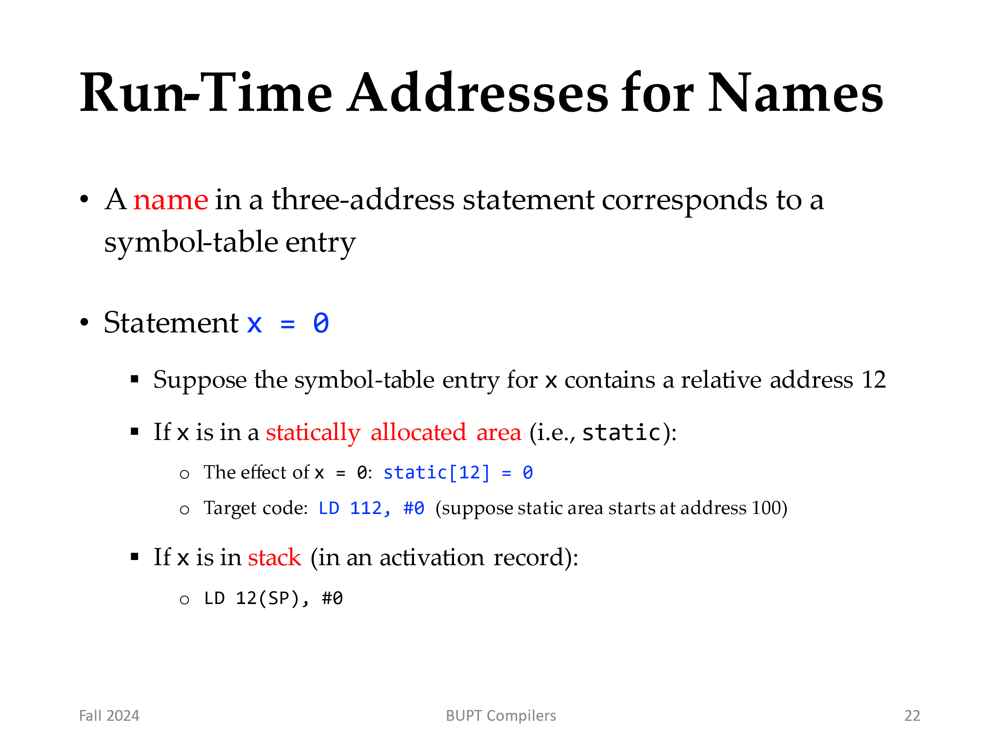 Run-Time Addresses for Names
• A name in a three-address statement corresponds to a
symbol-table entry
• Statement x = 0
▪ Suppose the symbol-table entry for x contains a relative address 12
▪ If x is in a statically allocated area (i.e., static):
○ The effect of x = 0: static[12] = 0
○ Target code: LD 112, #0 (suppose static area starts at address 100)
▪ If x is in stack (in an activation record):
○ LD 12(SP), #0
Fall 2024 BUPT Compilers 22